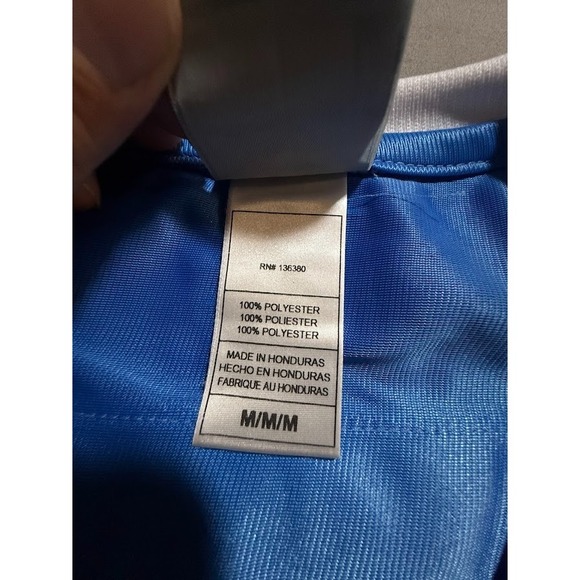 RN# 136380
100% POLYESTER
100% POLIESTER
100% POLYESTER
MADE IN HONDURAS
HECHO EN HONDURAS
FABRIQUE AU HONDURAS
M/M/M